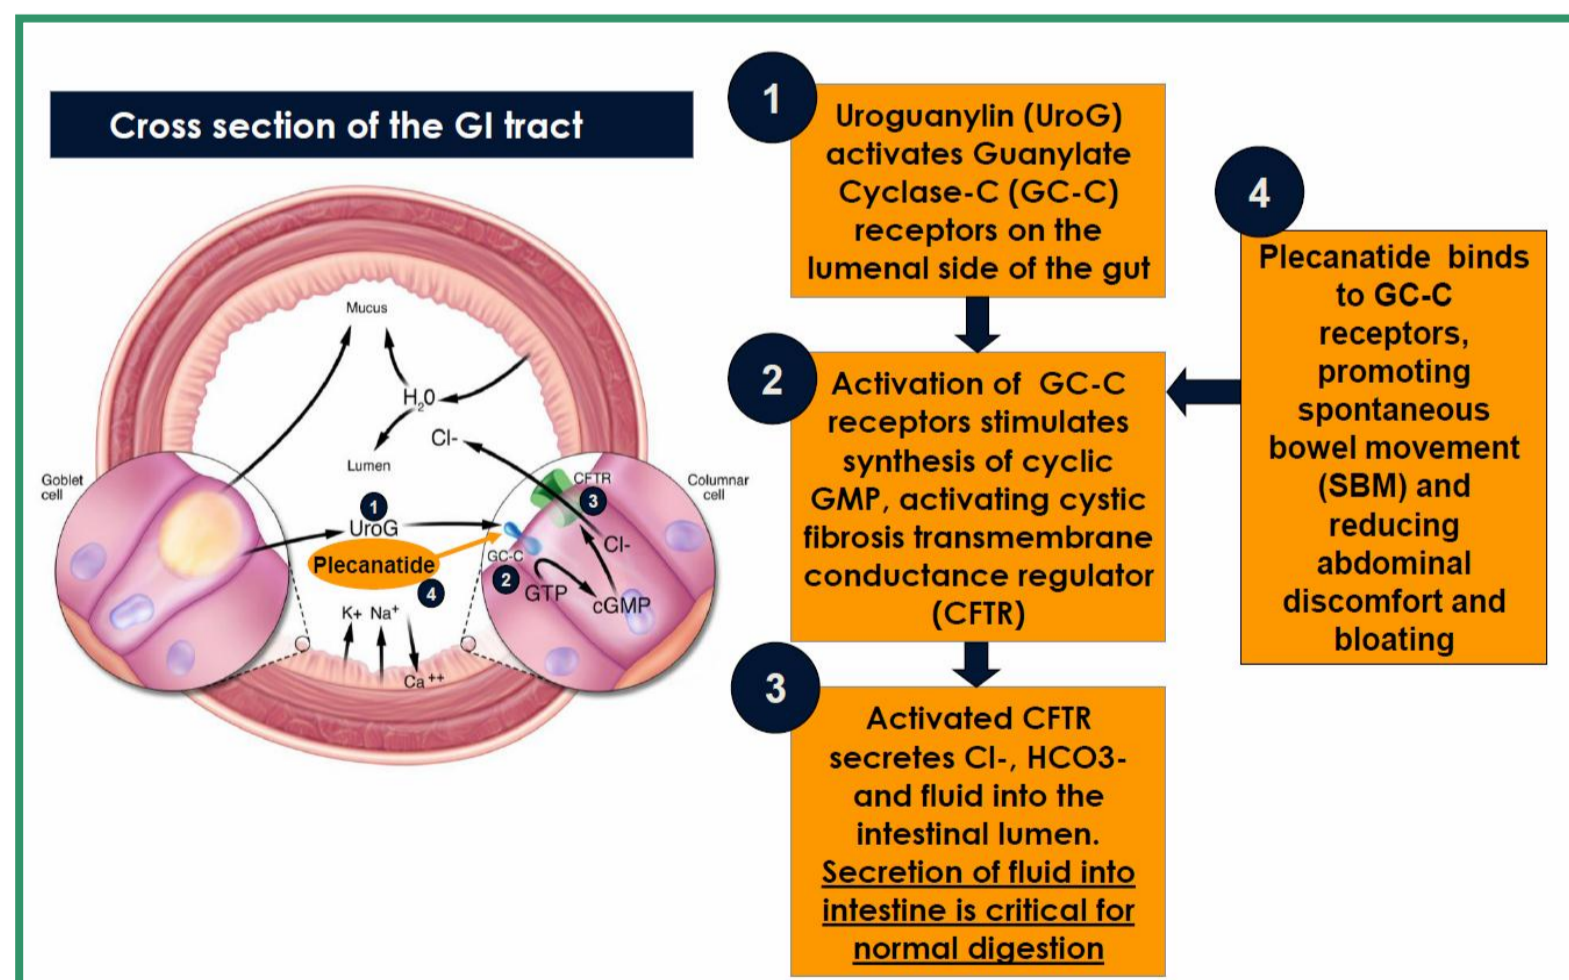 Cross section of the GI tract
Mucus
H₂0
Cl-
Lumen
Goblet
cell
Columnar
cell
CFTR
3
1
UroG
Cl-
GC-C
Plecanatide
2
4
GTP
cGMP
K+ Na⁺
Ca ⁺⁺
1
Uroguanylin (UroG)
activates Guanylate
Cyclase-C (GC-C)
receptors on the
lumenal side of the gut
2
Activation of GC-C
receptors stimulates
synthesis of cyclic
GMP, activating cystic
fibrosis transmembrane
conductance regulator
(CFTR)
3
Activated CFTR
secretes Cl-, HCO3-
and fluid into the
intestinal lumen.
Secretion of fluid into
intestine is critical for
normal digestion
4
Plecanatide binds
to GC-C
receptors,
promoting
spontaneous
bowel movement
(SBM) and
reducing
abdominal
discomfort and
bloating